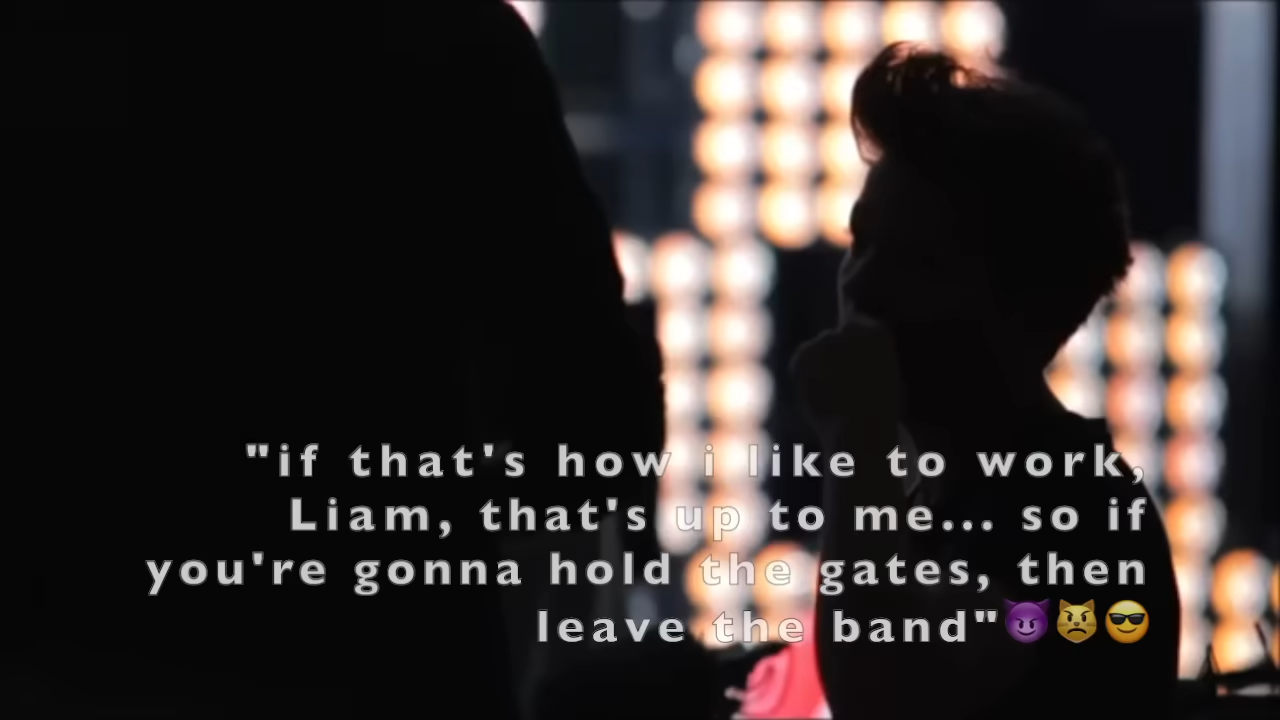 "if that's how i like to work,
Liam, that's up to me... so if
you're gonna hold the gates, then
leave the band"😈😾😎